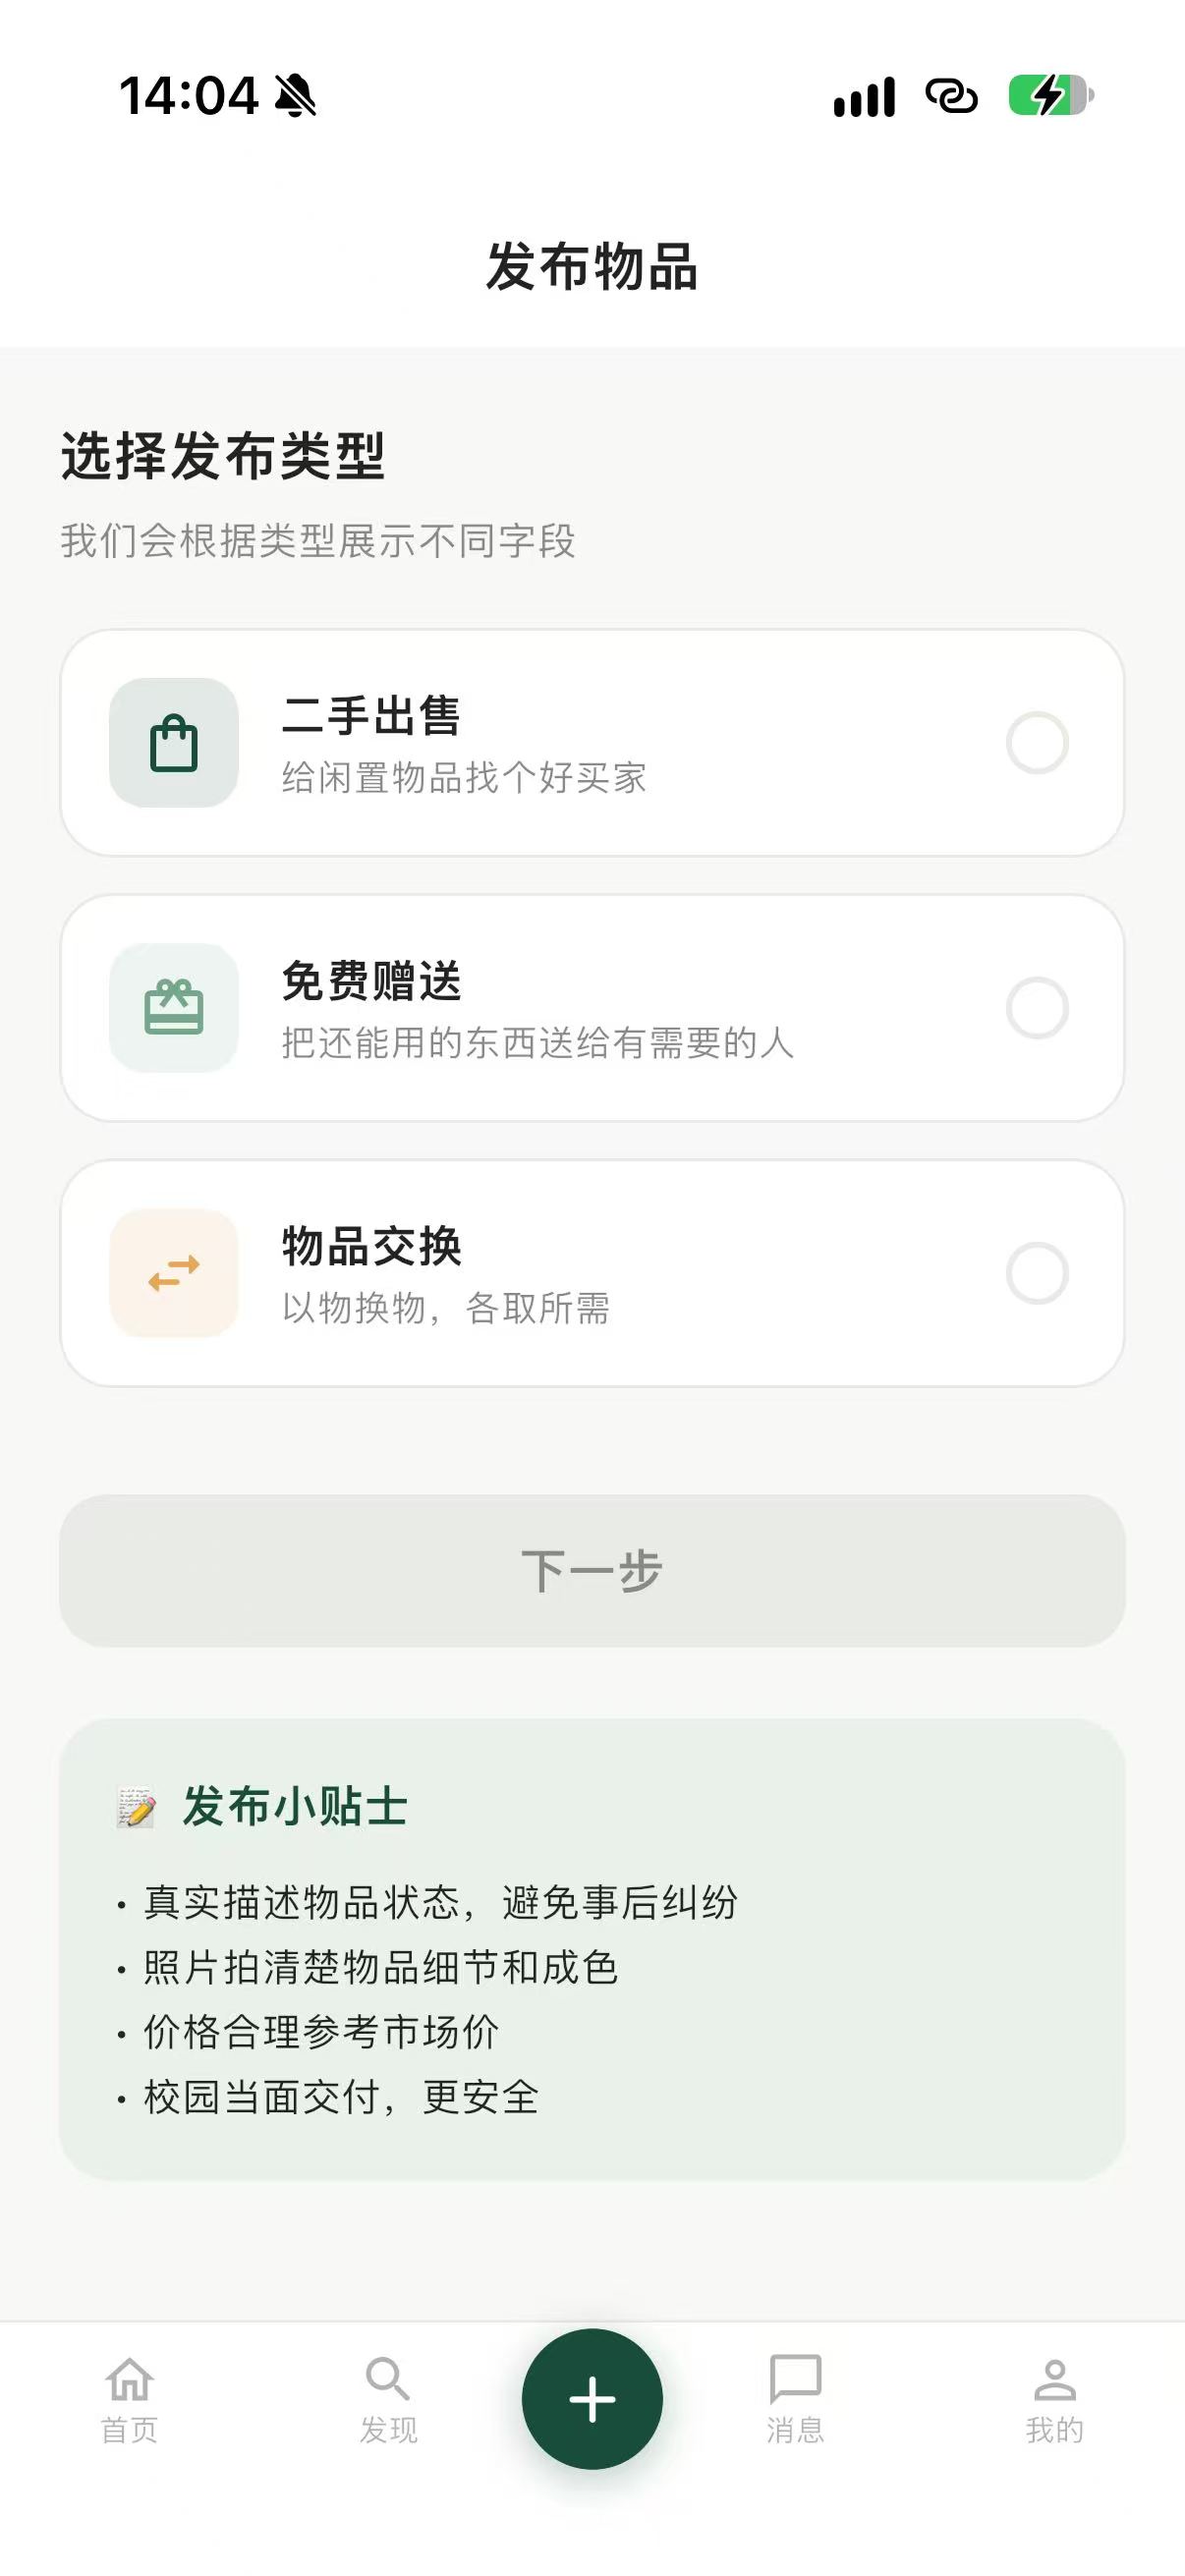 14:04
发布物品
选择发布类型
我们会根据类型展示不同字段
二手出售
给闲置物品找个好买家
免费赠送
把还能用的东西送给有需要的人
物品交换
以物换物，各取所需
下一步
📝 发布小贴士
• 真实描述物品状态，避免事后纠纷
• 照片拍清楚物品细节和成色
• 价格合理参考市场价
• 校园当面交付，更安全
首页 发现 消息 我的